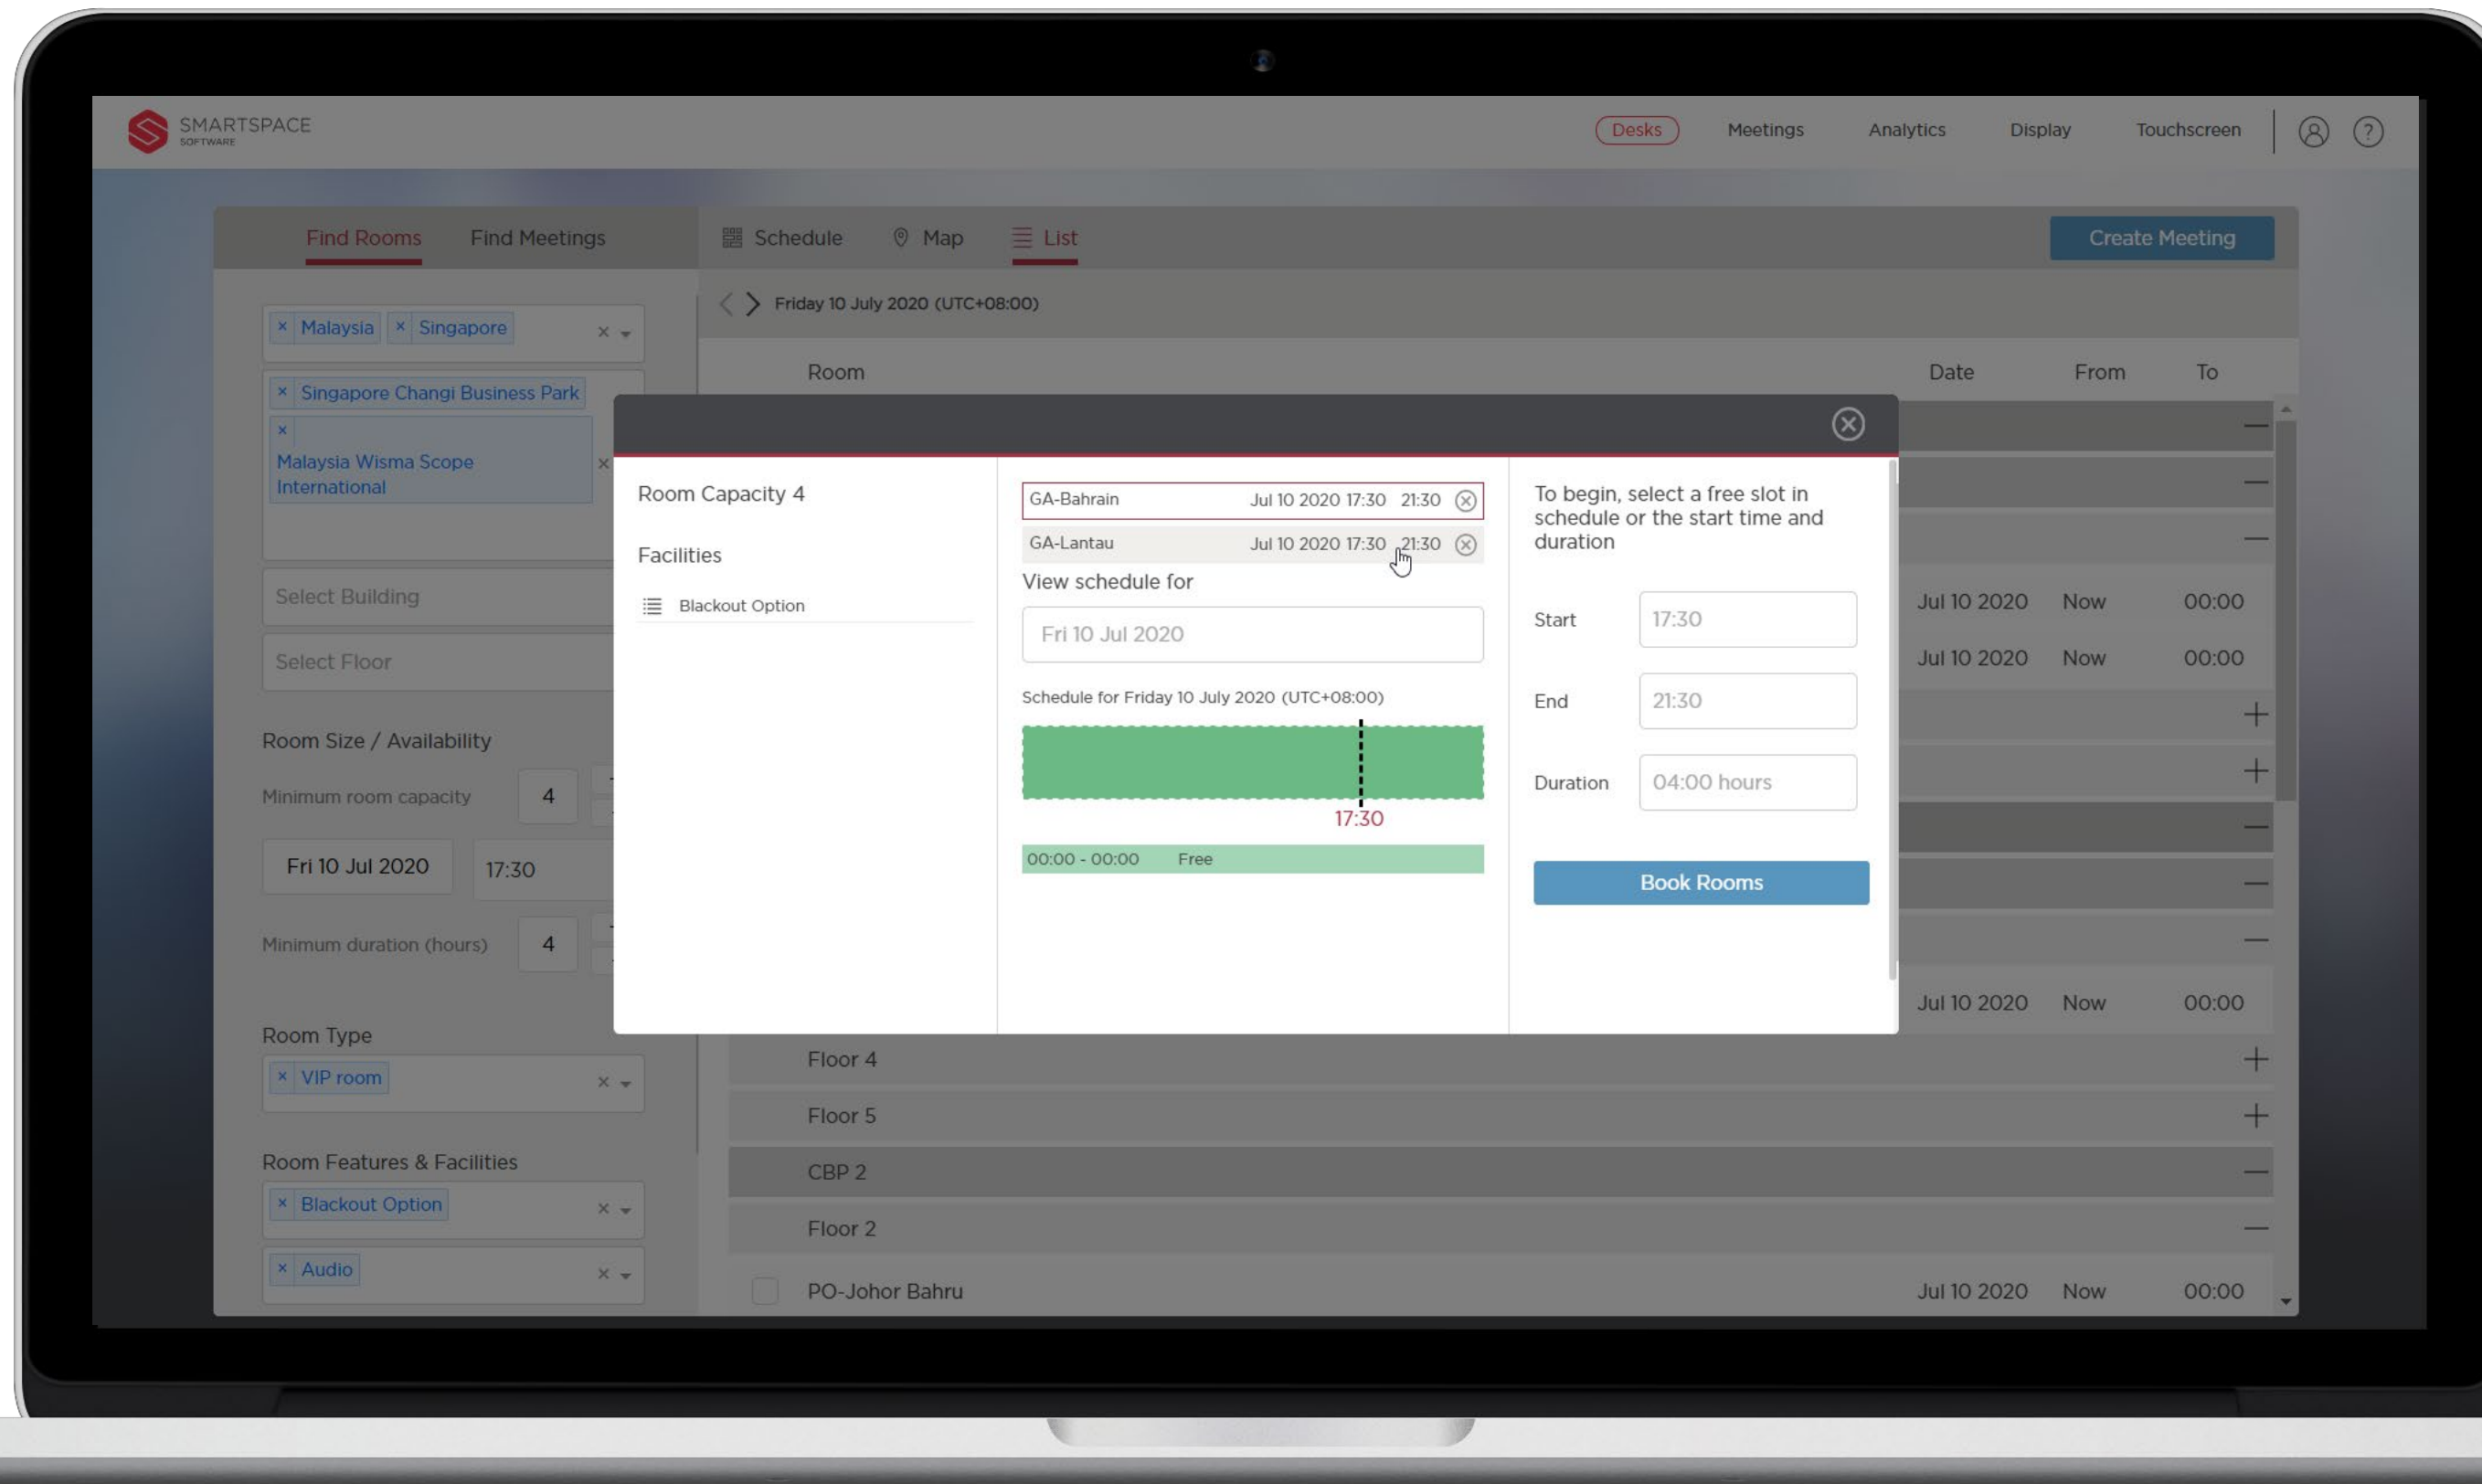 SMARTSPACE
SOFTWARE
Desks Meetings Analytics Display Touchscreen ?
Find Rooms Find Meetings Schedule Map List Create Meeting
Friday 10 July 2020 (UTC+08:00)
× Malaysia × Singapore
Room Date From To
× Singapore Changi Business Park
×
Malaysia Wisma Scope
International
Select Building
Select Floor
Room Size / Availability
Minimum room capacity 4
Fri 10 Jul 2020 17:30
Minimum duration (hours) 4
Room Type
× VIP room
Room Features & Facilities
× Blackout Option
× Audio
Room Capacity 4
Facilities
Blackout Option
GA-Bahrain Jul 10 2020 17:30 21:30
GA-Lantau Jul 10 2020 17:30 21:30
View schedule for
Fri 10 Jul 2020
Schedule for Friday 10 July 2020 (UTC+08:00)
17:30
00:00 - 00:00 Free
To begin, select a free slot in
schedule or the start time and
duration
Start 17:30
End 21:30
Duration 04:00 hours
Book Rooms
Jul 10 2020 Now 00:00
Jul 10 2020 Now 00:00
Jul 10 2020 Now 00:00
Floor 4
Floor 5
CBP 2
Floor 2
PO-Johor Bahru Jul 10 2020 Now 00:00